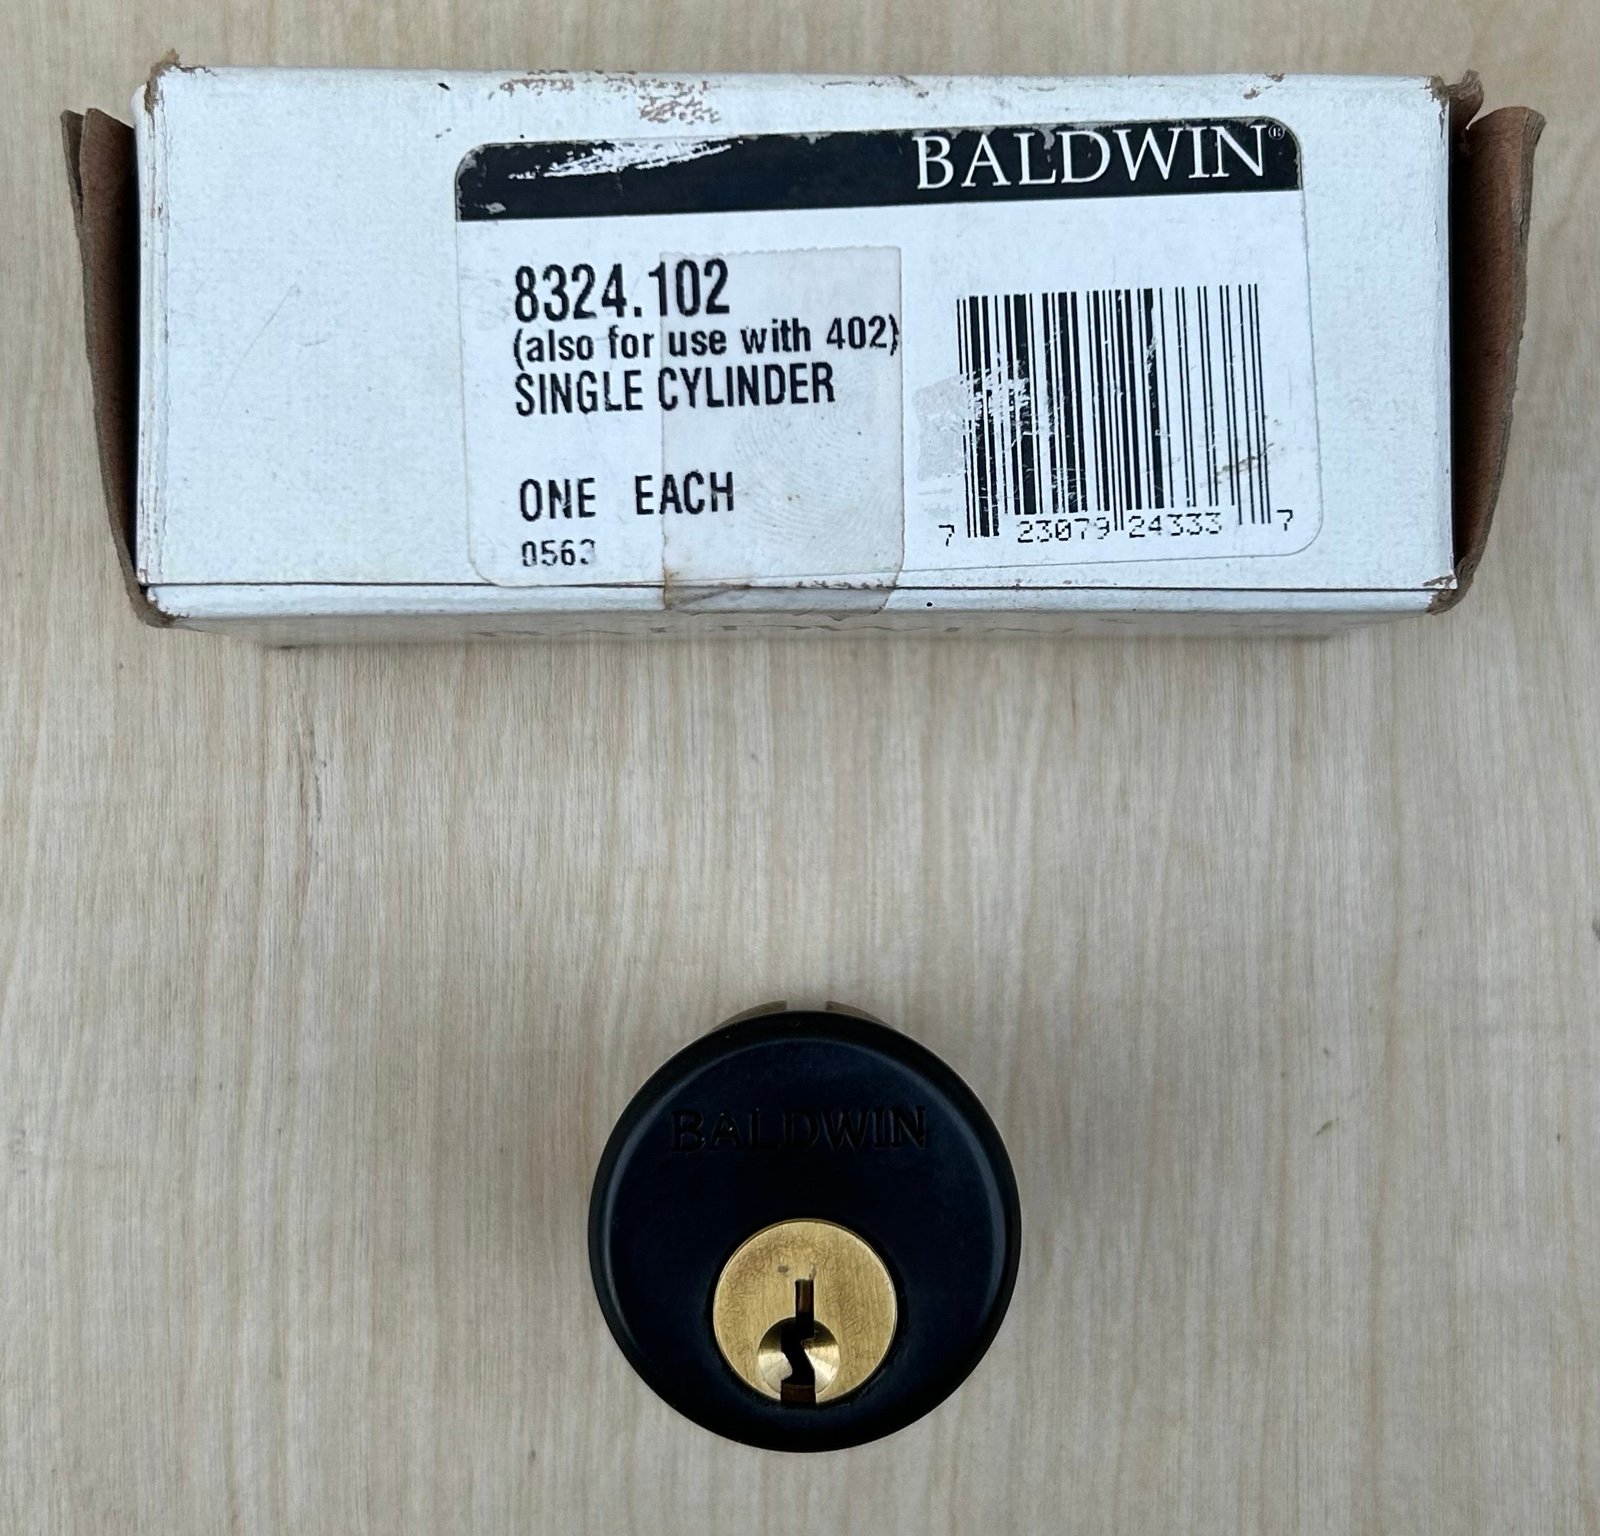 BALDWIN®
8324.102
(also for use with 402)
SINGLE CYLINDER
ONE EACH
0563
7 23079 24333 7
BALDWIN